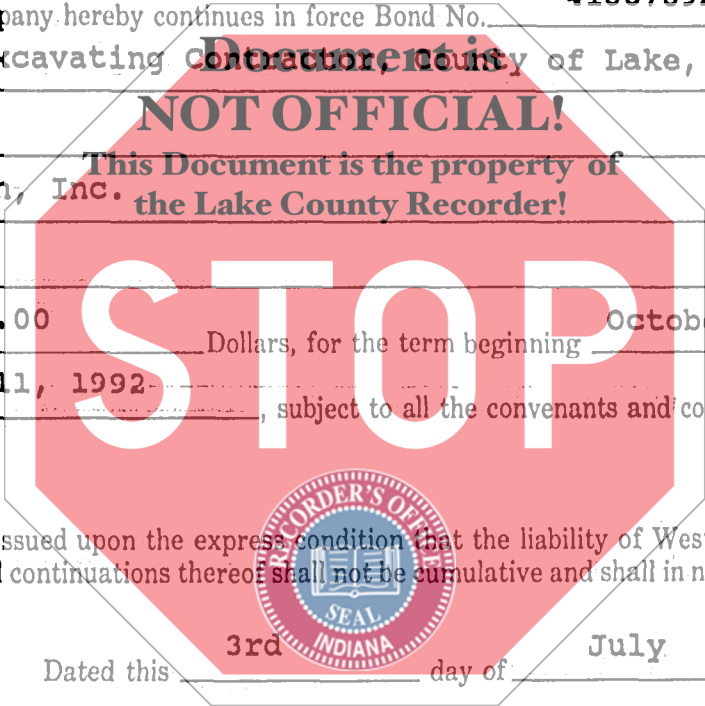 pany hereby continues in force Bond No.
xcavating Contractor, County of Lake,
Document is
NOT OFFICIAL!
This Document is the property of
the Lake County Recorder!
n, Inc.
STOP
.00 Dollars, for the term beginning Octob
11, 1992, subject to all the convenants and co
ssued upon the express condition that the liability of Wes
l continuations thereof shall not be cumulative and shall in n
RECORDER'S OFFICE
SEAL
INDIANA
Dated this 3rd day of July